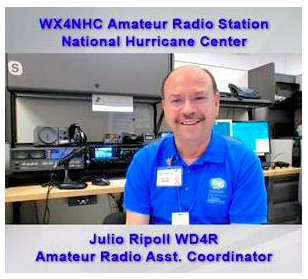 WX4NHC Amateur Radio Station
National Hurricane Center
S
Julio Ripoll WD4R
Amateur Radio Asst. Coordinator